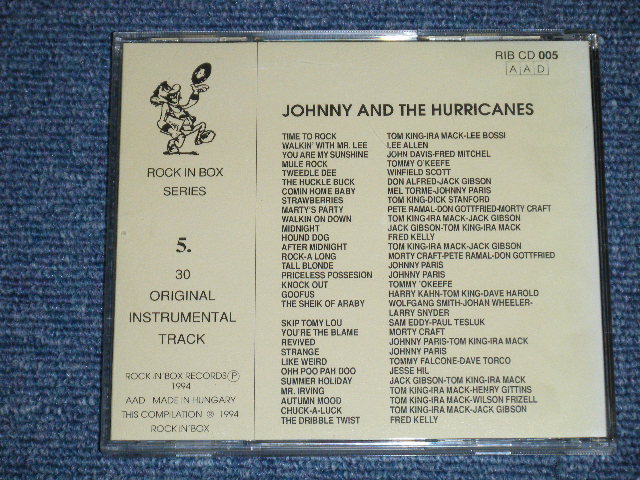 RIB CD 005
A A D
JOHNNY AND THE HURRICANES
TIME TO ROCK TOM KING-IRA MACK-LEE BOSSI
WALKIN' WITH MR. LEE LEE ALLEN
YOU ARE MY SUNSHINE JOHN DAVIS-FRED MITCHEL
MULE ROCK TOMMY O'KEEFE
TWEEDLE DEE WINFIELD SCOTT
THE HUCKLE BUCK DON ALFRED-JACK GIBSON
COMIN HOME BABY MEL TORME-JOHNNY PARIS
STRAWBERRIES TOM KING-DICK STANFORD
MARTY'S PARTY PETE RAMAL-DON GOTTFRIED-MORTY CRAFT
WALKIN ON DOWN TOM KING-IRA MACK-JACK GIBSON
MIDNIGHT JACK GIBSON-TOM KING-IRA MACK
HOUND DOG FRED KELLY
AFTER MIDNIGHT TOM KING-IRA MACK-JACK GIBSON
ROCK-A LONG MORTY CRAFT-PETE RAMAL-DON GOTTFRIED
TALL BLONDE JOHNNY PARIS
PRICELESS POSSESION JOHNNY PARIS
KNOCK OUT TOMMY 'OKEEFE
GOOFUS HARRY KAHN-TOM KING-DAVE HAROLD
THE SHEIK OF ARABY WOLFGANG SMITH-JOHAN WHEELER-
LARRY SNYDER
SKIP TOMY LOU SAM EDDY-PAUL TESLUK
YOU'RE THE BLAME MORTY CRAFT
REVIVED JOHNNY PARIS-TOM KING-IRA MACK
STRANGE JOHNNY PARIS
LIKE WEIRD TOMMY FALCONE-DAVE TORCO
OHH POO PAH DOO JESSE HIL
SUMMER HOLIDAY JACK GIBSON-TOM KING-IRA MACK
MR. IRVING TOM KING-IRA MACK-HENRY GITTINS
AUTUMN MOOD TOM KING-IRA MACK-WILSON FRIZELL
CHUCK-A-LUCK TOM KING-IRA MACK-JACK GIBSON
THE DRIBBLE TWIST FRED KELLY
ROCK IN BOX
SERIES
5.
30
ORIGINAL
INSTRUMENTAL
TRACK
ROCK-IN'BOX RECORDS Ⓟ
1994
AAD MADE IN HUNGARY
THIS COMPILATION ℗ 1994
ROCK IN'BOX